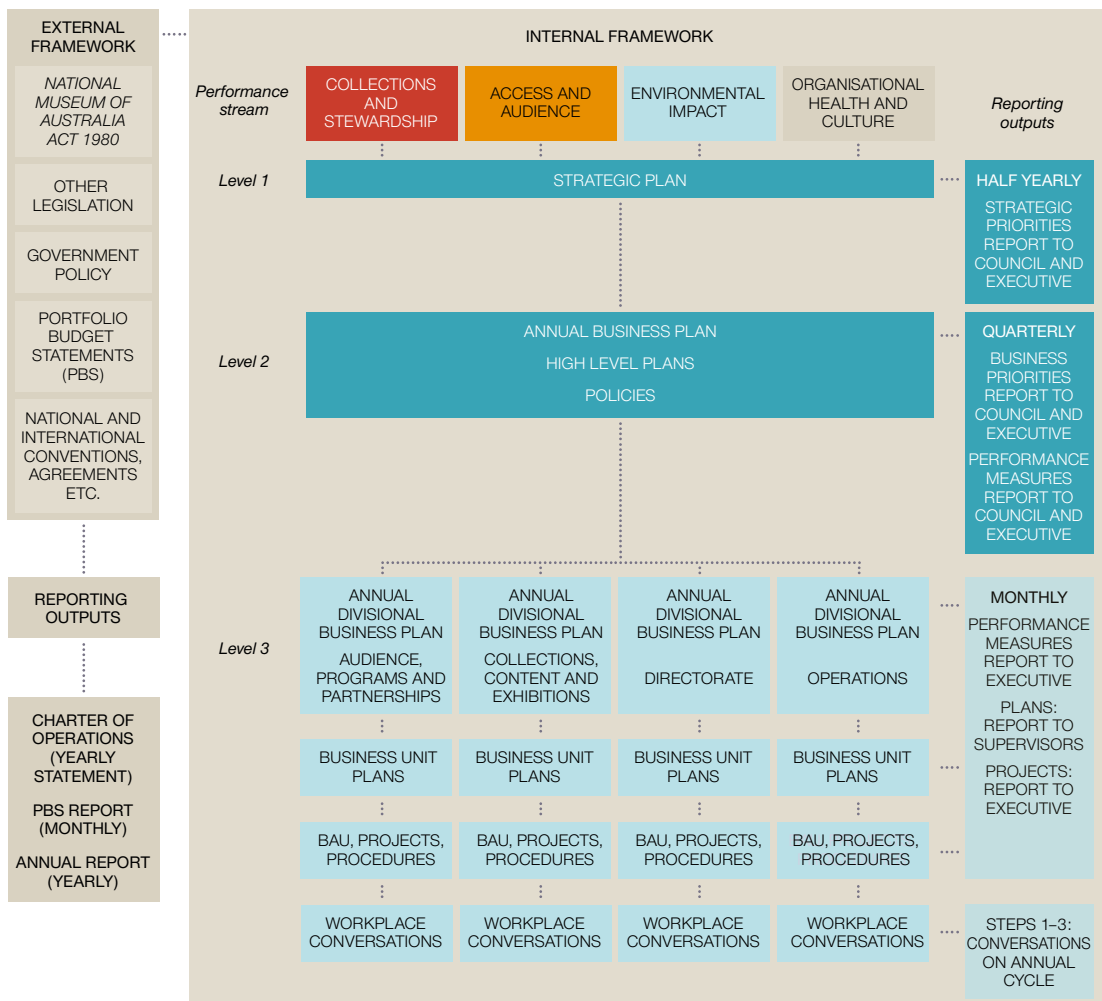 EXTERNAL
FRAMEWORK
NATIONAL
MUSEUM OF
AUSTRALIA
ACT 1980
OTHER
LEGISLATION
GOVERNMENT
POLICY
PORTFOLIO
BUDGET
STATEMENTS
(PBS)
NATIONAL AND
INTERNATIONAL
CONVENTIONS,
AGREEMENTS
ETC.
REPORTING
OUTPUTS
CHARTER OF
OPERATIONS
(YEARLY
STATEMENT)
PBS REPORT
(MONTHLY)
ANNUAL REPORT
(YEARLY)
INTERNAL FRAMEWORK
Performance
stream
COLLECTIONS
AND
STEWARDSHIP
ACCESS AND
AUDIENCE
ENVIRONMENTAL
IMPACT
ORGANISATIONAL
HEALTH AND
CULTURE
Reporting
outputs
Level 1
STRATEGIC PLAN
HALF YEARLY
STRATEGIC
PRIORITIES
REPORT TO
COUNCIL AND
EXECUTIVE
Level 2
ANNUAL BUSINESS PLAN
HIGH LEVEL PLANS
POLICIES
QUARTERLY
BUSINESS
PRIORITIES
REPORT TO
COUNCIL AND
EXECUTIVE
PERFORMANCE
MEASURES
REPORT TO
COUNCIL AND
EXECUTIVE
Level 3
ANNUAL
DIVISIONAL
BUSINESS PLAN
AUDIENCE,
PROGRAMS AND
PARTNERSHIPS
ANNUAL
DIVISIONAL
BUSINESS PLAN
COLLECTIONS,
CONTENT AND
EXHIBITIONS
ANNUAL
DIVISIONAL
BUSINESS PLAN
DIRECTORATE
ANNUAL
DIVISIONAL
BUSINESS PLAN
OPERATIONS
MONTHLY
PERFORMANCE
MEASURES
REPORT TO
EXECUTIVE
PLANS:
REPORT TO
SUPERVISORS
PROJECTS:
REPORT TO
EXECUTIVE
BUSINESS UNIT
PLANS
BUSINESS UNIT
PLANS
BUSINESS UNIT
PLANS
BUSINESS UNIT
PLANS
BAU, PROJECTS,
PROCEDURES
BAU, PROJECTS,
PROCEDURES
BAU, PROJECTS,
PROCEDURES
BAU, PROJECTS,
PROCEDURES
WORKPLACE
CONVERSATIONS
WORKPLACE
CONVERSATIONS
WORKPLACE
CONVERSATIONS
WORKPLACE
CONVERSATIONS
STEPS 1–3:
CONVERSATIONS
ON ANNUAL
CYCLE